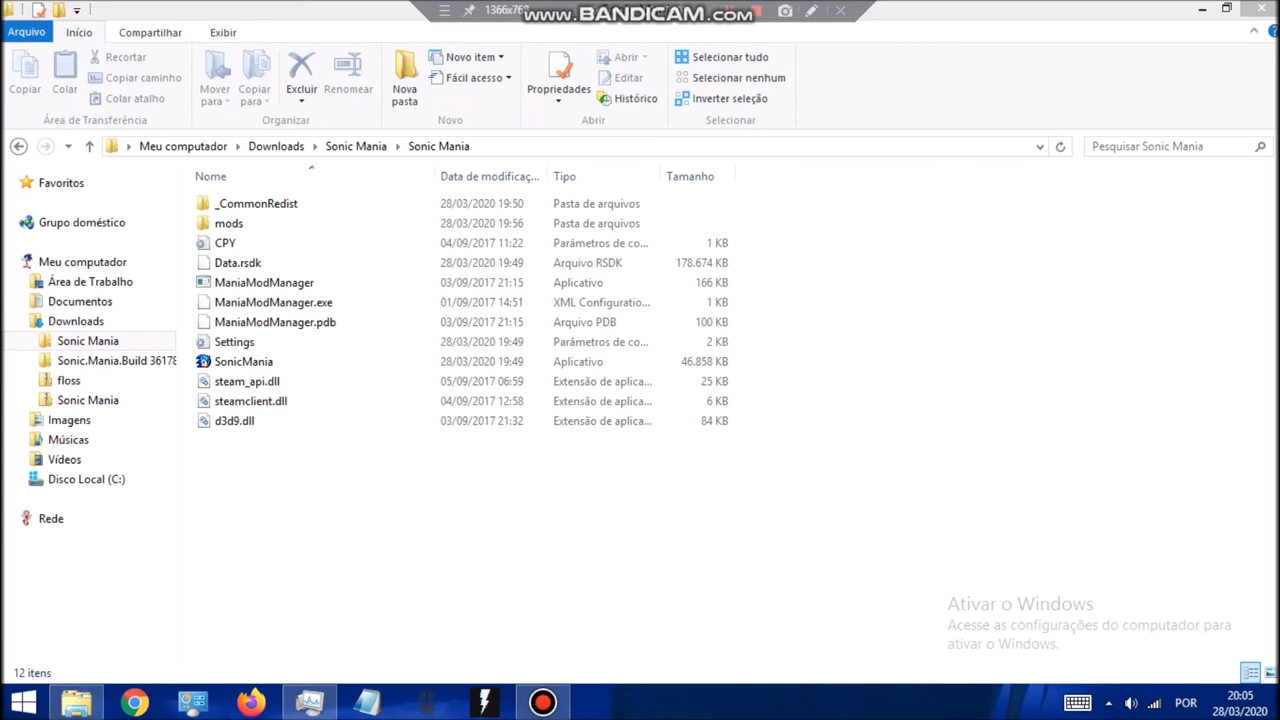 1366x768
www.BANDICAM.com
Arquivo Início Compartilhar Exibir
Copiar
Colar
Recortar
Copiar caminho
Colar atalho
Área de Transferência
Mover para
Copiar para
Excluir
Renomear
Organizar
Nova pasta
Novo item
Fácil acesso
Novo
Propriedades
Abrir
Editar
Histórico
Abrir
Selecionar tudo
Selecionar nenhum
Inverter seleção
Selecionar
Meu computador Downloads Sonic Mania Sonic Mania
Pesquisar Sonic Mania
Favoritos
Grupo doméstico
Meu computador
Área de Trabalho
Documentos
Downloads
Sonic Mania
Sonic.Mania.Build 36178
floss
Sonic Mania
Imagens
Músicas
Vídeos
Disco Local (C:)
Rede
Nome Data de modificaç... Tipo Tamanho
_CommonRedist 28/03/2020 19:50 Pasta de arquivos
mods 28/03/2020 19:56 Pasta de arquivos
CPY 04/09/2017 11:22 Parâmetros de co... 1 KB
Data.rsdk 28/03/2020 19:49 Arquivo RSDK 178.674 KB
ManiaModManager 03/09/2017 21:15 Aplicativo 166 KB
ManiaModManager.exe 01/09/2017 14:51 XML Configuratio... 1 KB
ManiaModManager.pdb 03/09/2017 21:15 Arquivo PDB 100 KB
Settings 28/03/2020 19:49 Parâmetros de co... 2 KB
SonicMania 28/03/2020 19:49 Aplicativo 46.858 KB
steam_api.dll 05/09/2017 06:59 Extensão de aplica... 25 KB
steamclient.dll 04/09/2017 12:58 Extensão de aplica... 6 KB
d3d9.dll 03/09/2017 21:32 Extensão de aplica... 84 KB
Ativar o Windows
Acesse as configurações do computador para
ativar o Windows.
12 itens
POR
20:05
28/03/2020